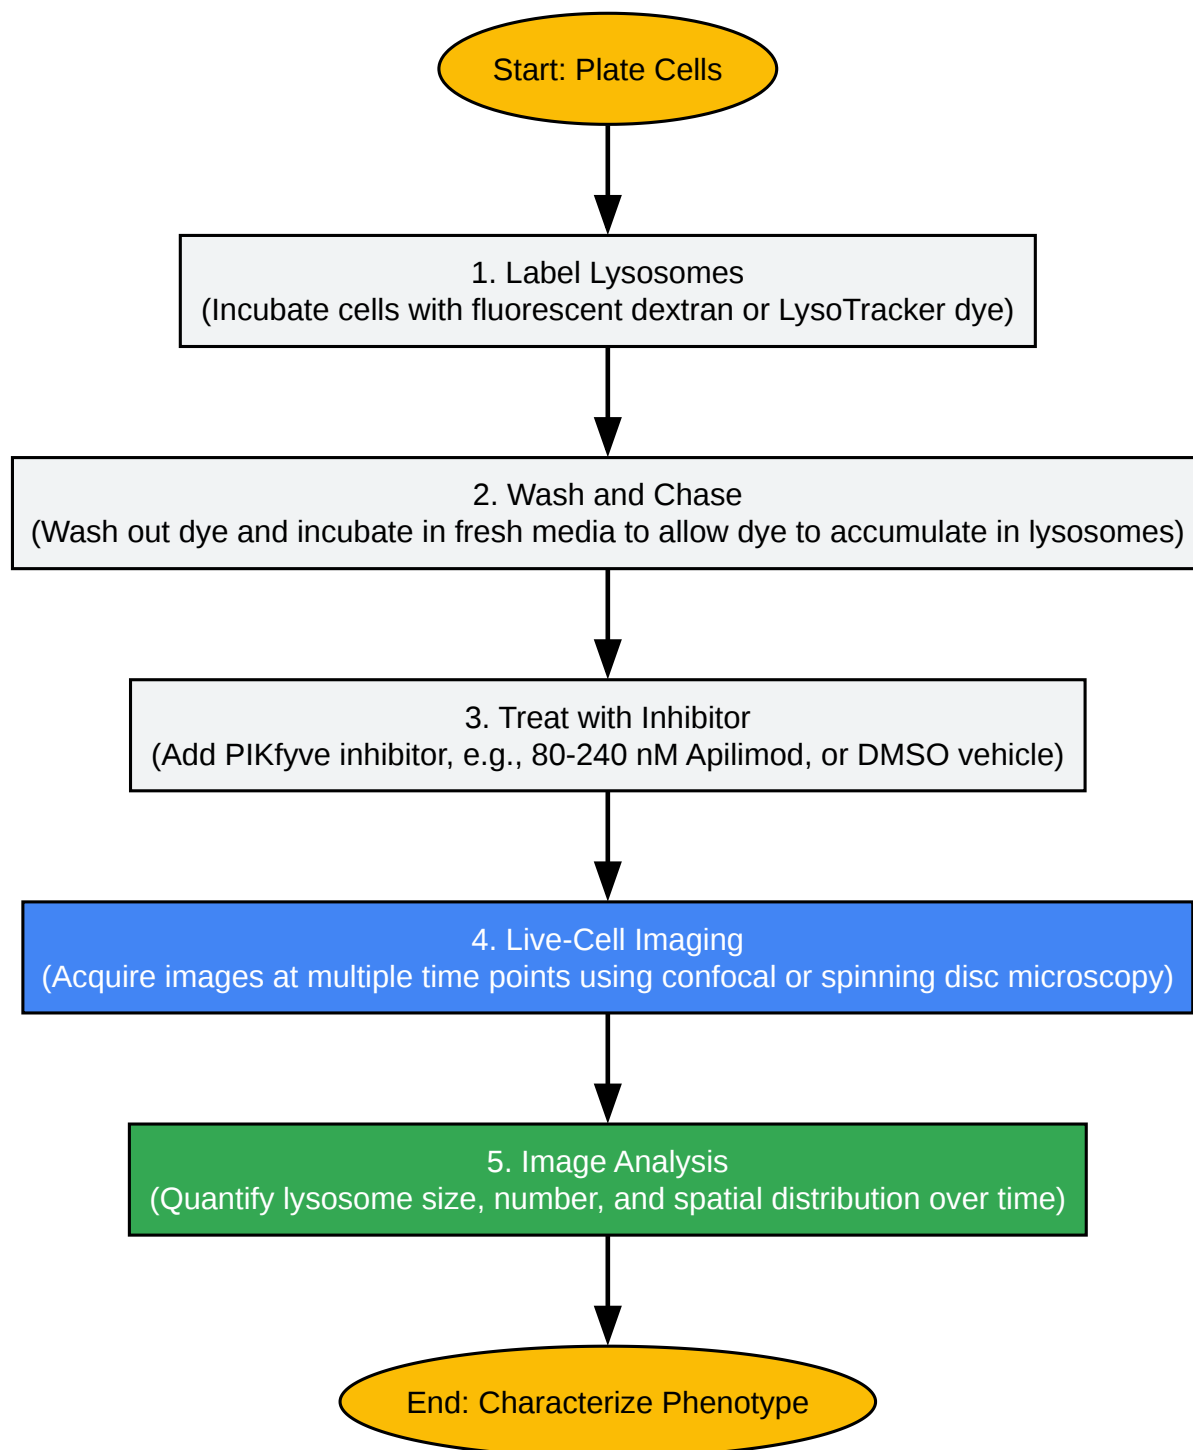 Start: Plate Cells
1. Label Lysosomes
(Incubate cells with fluorescent dextran or LysoTracker dye)
2. Wash and Chase
(Wash out dye and incubate in fresh media to allow dye to accumulate in lysosomes)
3. Treat with Inhibitor
(Add PIKfyve inhibitor, e.g., 80-240 nM Apilimod, or DMSO vehicle)
4. Live-Cell Imaging
(Acquire images at multiple time points using confocal or spinning disc microscopy)
5. Image Analysis
(Quantify lysosome size, number, and spatial distribution over time)
End: Characterize Phenotype